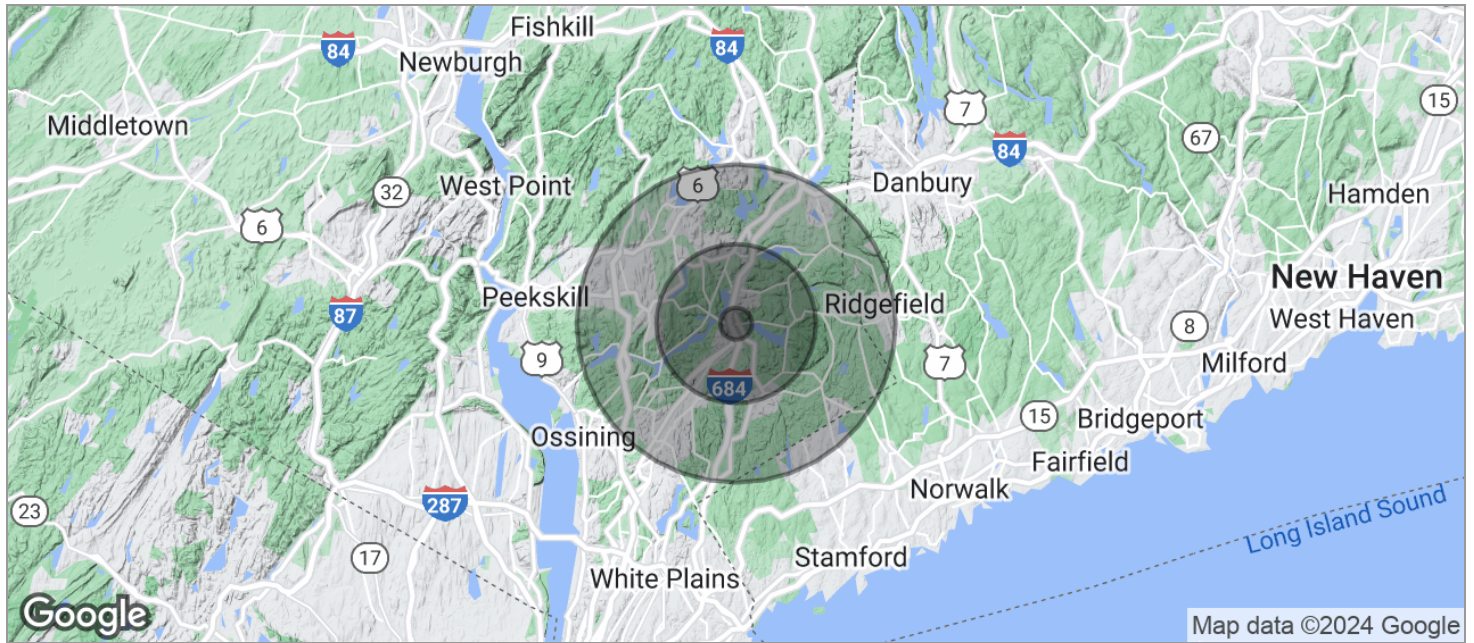 Fishkill
84
84
Newburgh
15
7
Middletown
67
84
Danbury
West Point
6
32
Hamden
6
New Haven
Peekskill
Ridgefield
87
West Haven
8
9
7
Milford
684
15
Bridgeport
Ossining
Fairfield
Norwalk
287
23
Long Island Sound
17
Stamford
White Plains
Google
Map data ©2024 Google